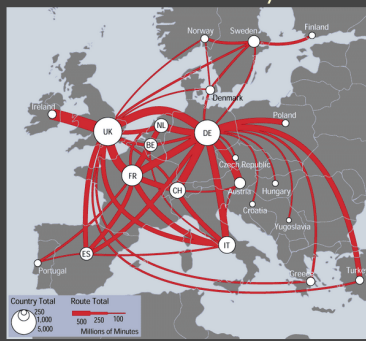 Norway
Sweden
Finland
Denmark
Ireland
UK
NL
DE
Poland
BE
Czech Republic
FR
CH
Austria
Hungary
Croatia
Yugoslavia
ES
IT
Portugal
Greece
Turkey
Country Total
250
1,000
5,000
Route Total
500 250 100
Millions of Minutes